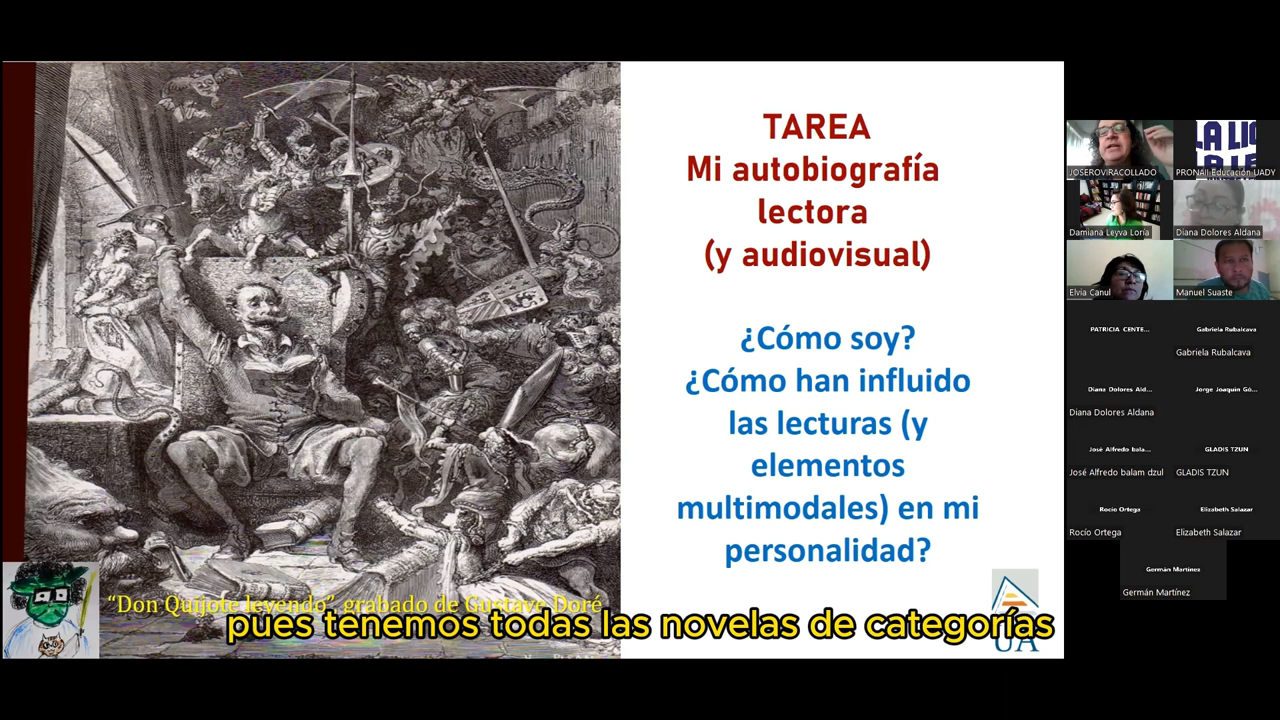 TAREA
Mi autobiografía
lectora
(y audiovisual)
¿Cómo soy?
¿Cómo han influido
las lecturas (y
elementos
multimodales) en mi
personalidad?
"Don Quijote leyendo", grabado de Gustave Doré
pues tenemos todas las novelas de categorías
UA
JOSEROVIRACOLLADO
PRONAII Educación UADY
Damiana Leyva Loría
Diana Dolores Aldana
Elvia Canul
Manuel Suaste
PATRICIA CENTE...
Gabriela Rubalcava
Gabriela Rubalcava
Diana Dolores Ald...
Jorge Joaquin Gó...
Diana Dolores Aldana
José Alfredo bala...
GLADIS TZUN
José Alfredo balam dzul
GLADIS TZUN
Rocío Ortega
Elizabeth Salazar
Rocío Ortega
Elizabeth Salazar
Germán Martínez
Germán Martínez